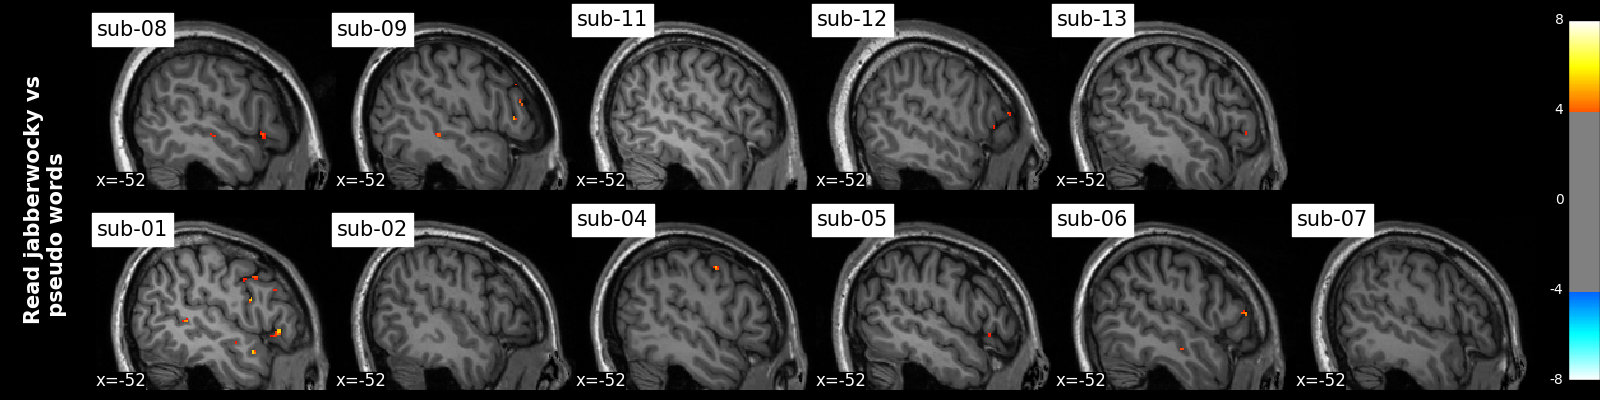 Read jabberwocky vs
pseudo words
sub-08
sub-09
sub-11
sub-12
sub-13
x=-52
x=-52
x=-52
x=-52
x=-52
sub-01
sub-02
sub-04
sub-05
sub-06
sub-07
x=-52
x=-52
x=-52
x=-52
x=-52
x=-52
8
4
0
-4
-8